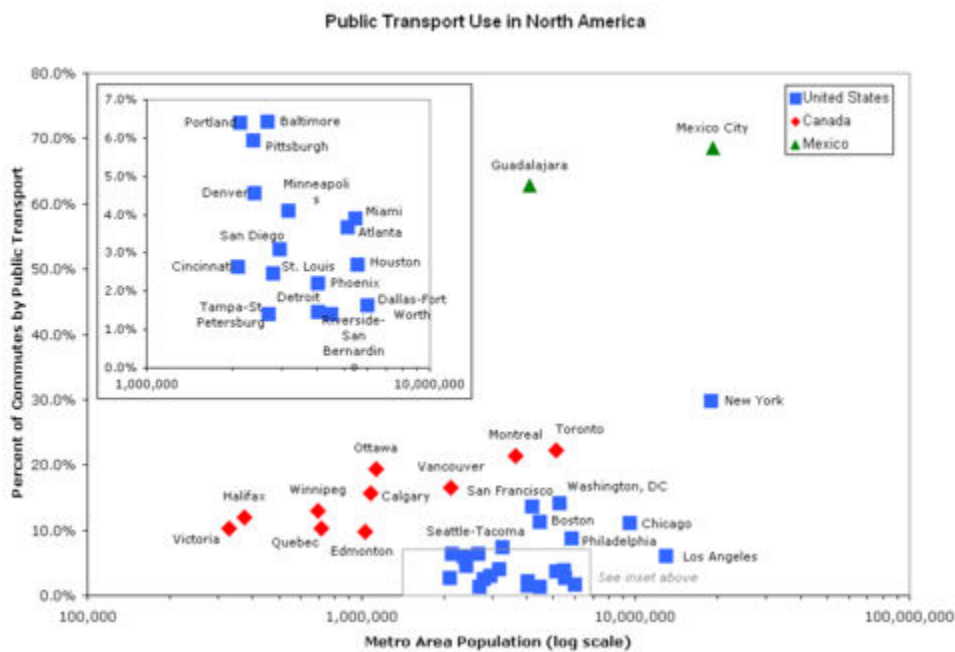 Public Transport Use in North America
80.0%
70.0%
60.0%
50.0%
40.0%
30.0%
20.0%
10.0%
0.0%
Percent of Commutes by Public Transport
100,000
1,000,000
10,000,000
100,000,000
Metro Area Population (log scale)
United States
Canada
Mexico
7.0%
6.0%
5.0%
4.0%
3.0%
2.0%
1.0%
0.0%
1,000,000
10,000,000
Portland
Baltimore
Pittsburgh
Denver
Minneapoli
s
Miami
Atlanta
San Diego
Cincinnati
St. Louis
Houston
Phoenix
Detroit
Tampa-St
Petersburg
Riverside-
San
Bernardin
o
Dallas-Fort
Worth
Mexico City
Guadalajara
New York
Montreal
Toronto
Ottawa
Vancouver
San Francisco
Washington, DC
Halifax
Winnipeg
Calgary
Boston
Chicago
Victoria
Quebec
Edmonton
Seattle-Tacoma
Philadelphia
Los Angeles
See inset above